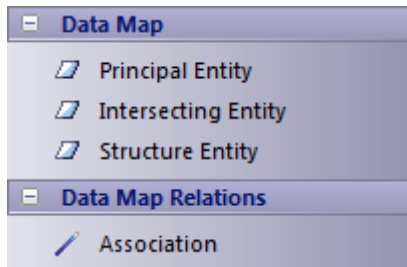 Data Map
Principal Entity
Intersecting Entity
Structure Entity
Data Map Relations
Association